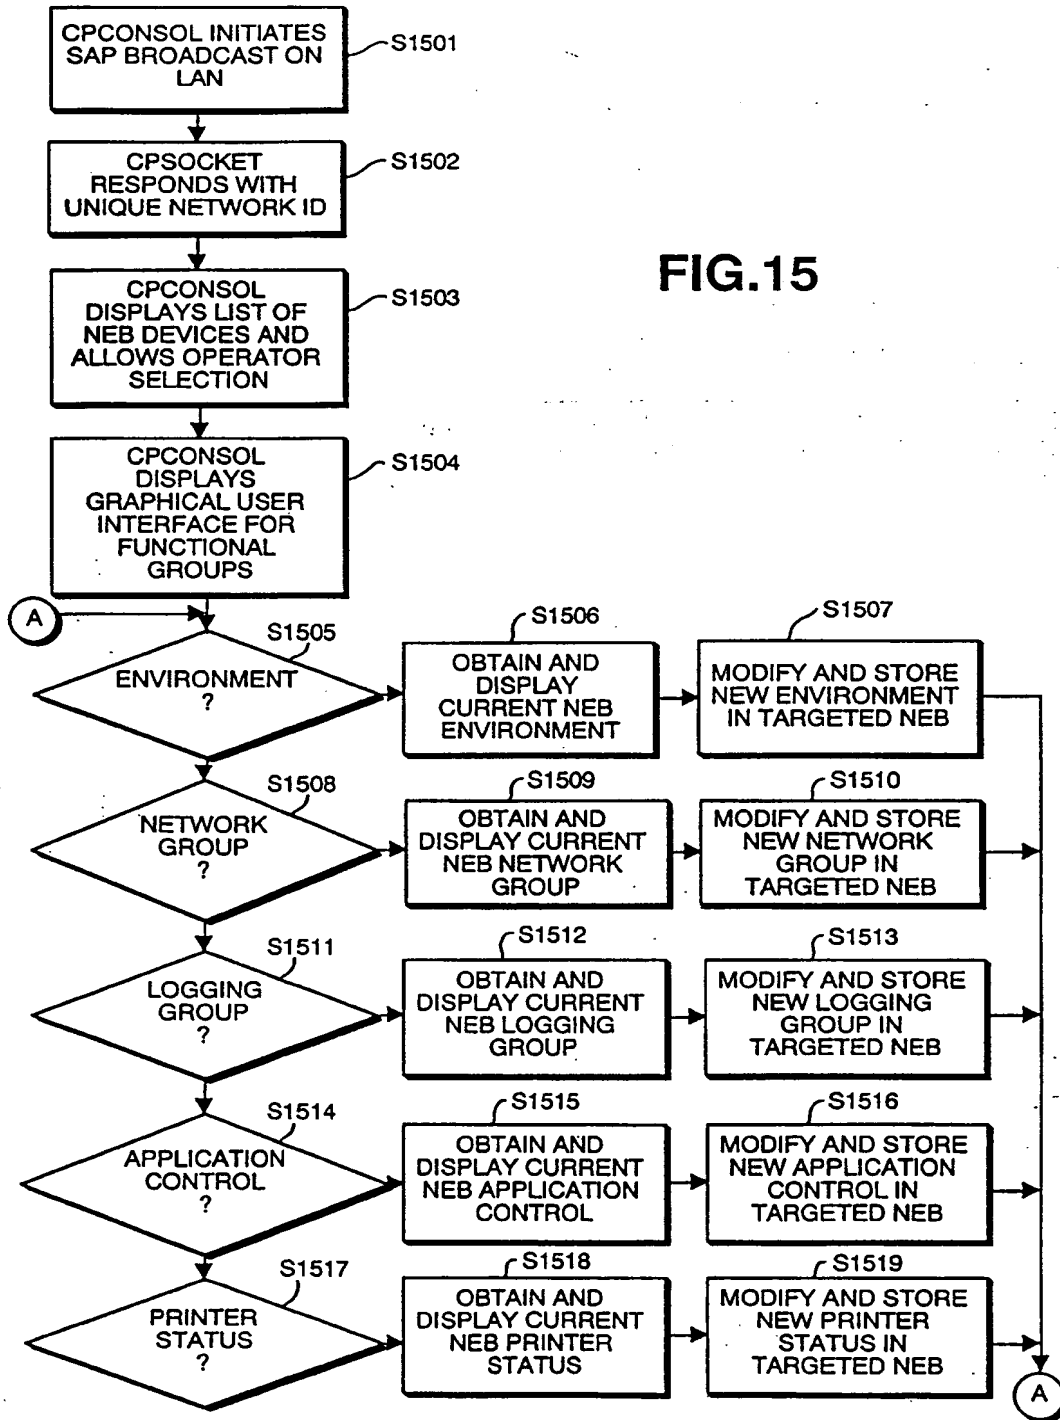 CPCONSOL INITIATES
SAP BROADCAST ON
LAN
S1501
CPSOCKET
RESPONDS WITH
UNIQUE NETWORK ID
S1502
FIG.15
CPCONSOL
DISPLAYS LIST OF
NEB DEVICES AND
ALLOWS OPERATOR
SELECTION
S1503
CPCONSOL
DISPLAYS
GRAPHICAL USER
INTERFACE FOR
FUNCTIONAL
GROUPS
S1504
A
ENVIRONMENT
?
S1505
OBTAIN AND
DISPLAY
CURRENT NEB
ENVIRONMENT
S1506
MODIFY AND STORE
NEW ENVIRONMENT
IN TARGETED NEB
S1507
NETWORK
GROUP
?
S1508
OBTAIN AND
DISPLAY CURRENT
NEB NETWORK
GROUP
S1509
MODIFY AND STORE
NEW NETWORK
GROUP IN
TARGETED NEB
S1510
LOGGING
GROUP
?
S1511
OBTAIN AND
DISPLAY CURRENT
NEB LOGGING
GROUP
S1512
MODIFY AND STORE
NEW LOGGING
GROUP IN
TARGETED NEB
S1513
APPLICATION
CONTROL
?
S1514
OBTAIN AND
DISPLAY CURRENT
NEB APPLICATION
CONTROL
S1515
MODIFY AND STORE
NEW APPLICATION
CONTROL IN
TARGETED NEB
S1516
PRINTER
STATUS
?
S1517
OBTAIN AND
DISPLAY CURRENT
NEB PRINTER
STATUS
S1518
MODIFY AND STORE
NEW PRINTER
STATUS IN
TARGETED NEB
S1519
A